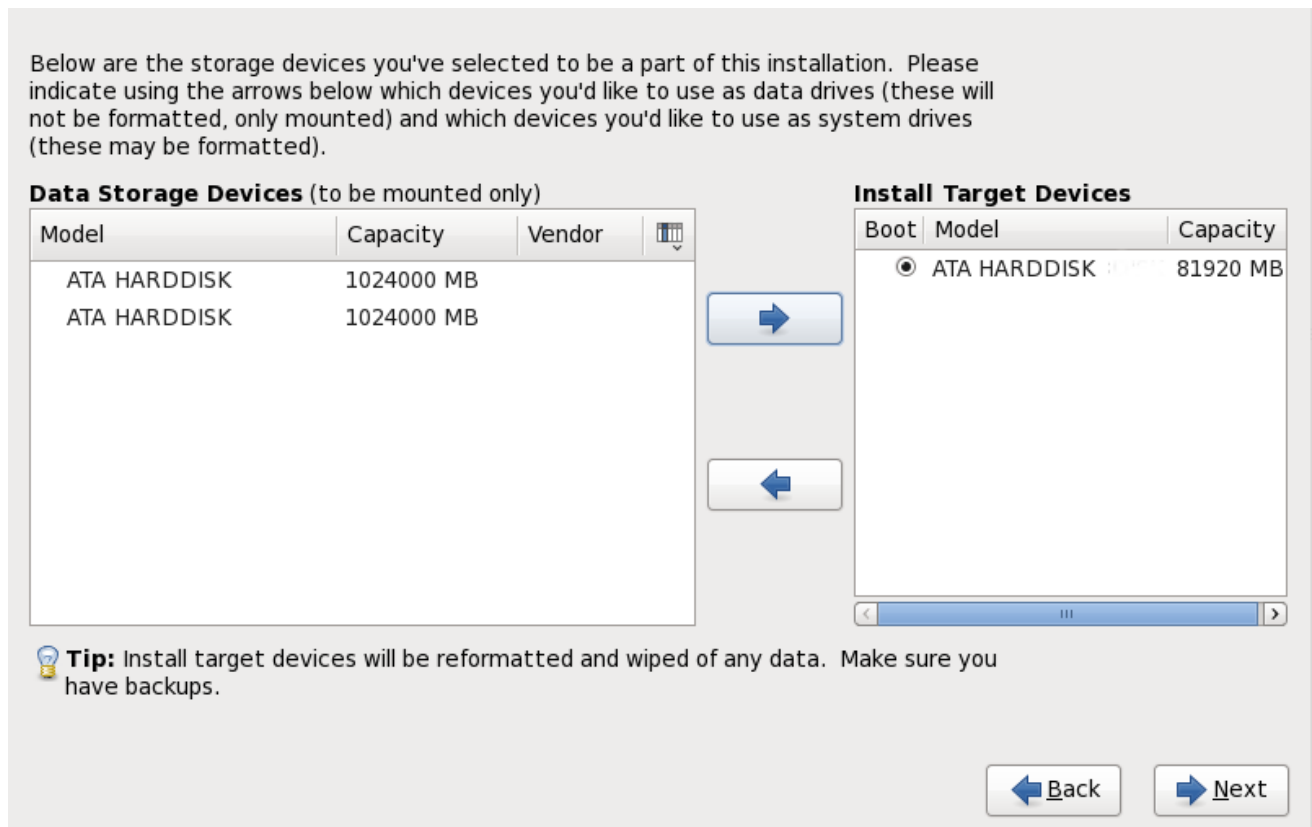 Below are the storage devices you've selected to be a part of this installation.  Please
indicate using the arrows below which devices you'd like to use as data drives (these will
not be formatted, only mounted) and which devices you'd like to use as system drives
(these may be formatted).
Data Storage Devices (to be mounted only)
Model Capacity Vendor
ATA HARDDISK 1024000 MB
ATA HARDDISK 1024000 MB
Install Target Devices
Boot Model Capacity
ATA HARDDISK 81920 MB
Tip: Install target devices will be reformatted and wiped of any data.  Make sure you
have backups.
Back Next